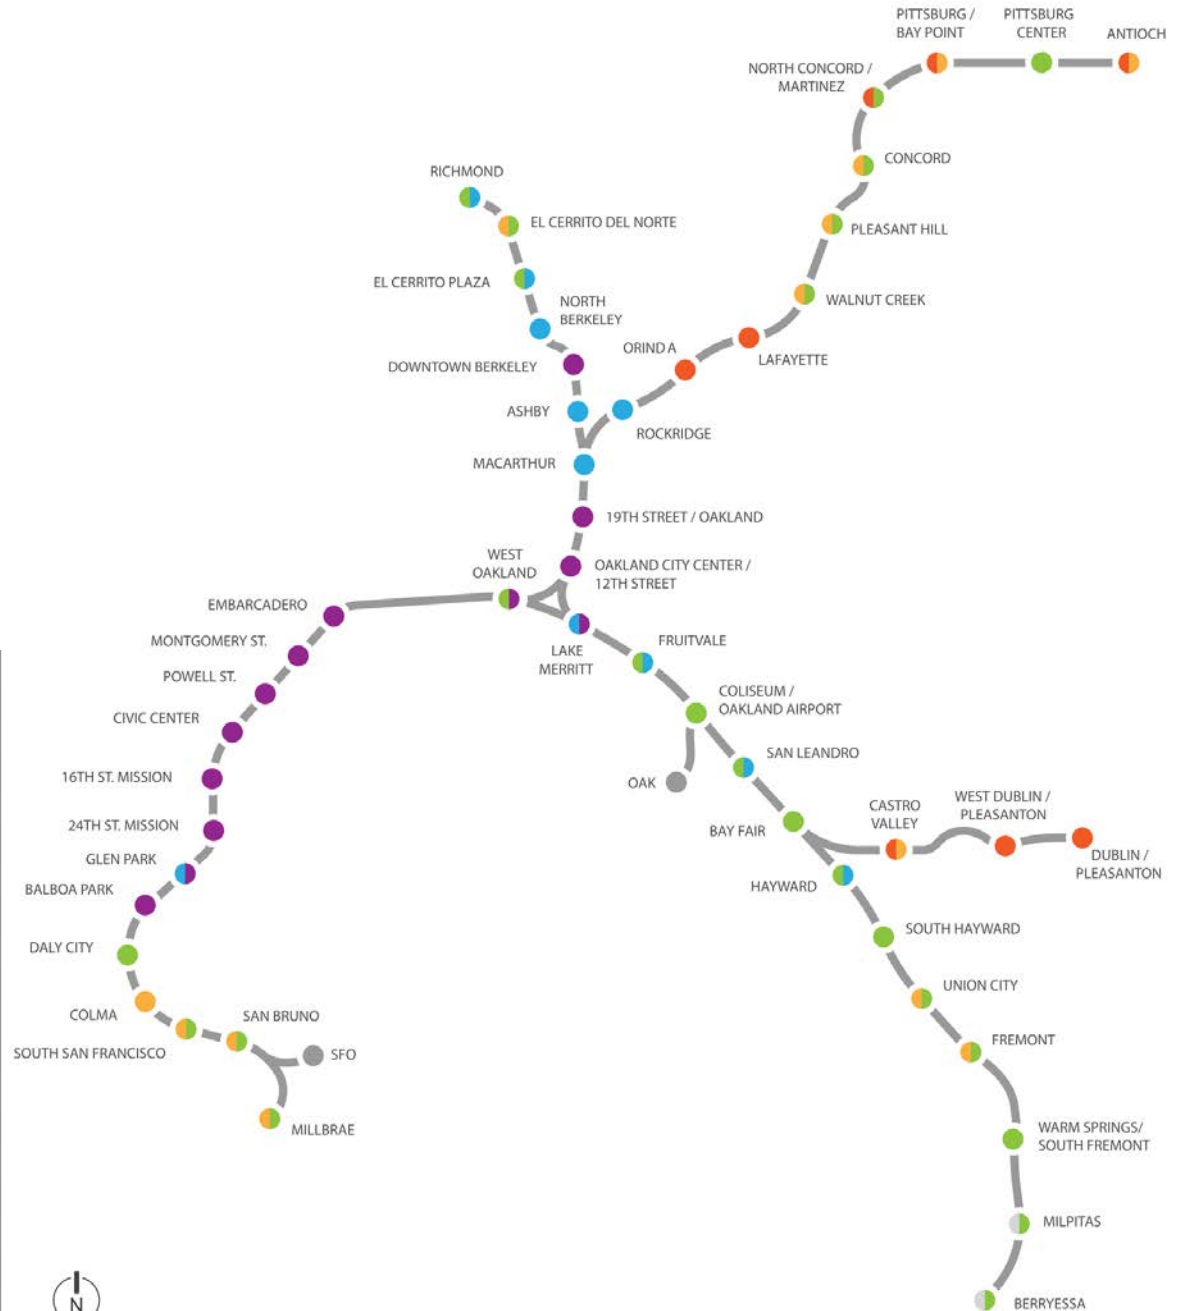 PITTSBURG /
BAY POINT
PITTSBURG
CENTER
ANTIOCH
NORTH CONCORD /
MARTINEZ
CONCORD
RICHMOND
EL CERRITO DEL NORTE
PLEASANT HILL
EL CERRITO PLAZA
NORTH
BERKELEY
WALNUT CREEK
ORINDA
LAFAYETTE
DOWNTOWN BERKELEY
ASHBY
ROCKRIDGE
MACARTHUR
19TH STREET / OAKLAND
WEST
OAKLAND
OAKLAND CITY CENTER /
12TH STREET
EMBARCADERO
MONTGOMERY ST.
LAKE
MERRITT
FRUITVALE
POWELL ST.
COLISEUM /
OAKLAND AIRPORT
CIVIC CENTER
SAN LEANDRO
16TH ST. MISSION
OAK
WEST DUBLIN /
PLEASANTON
CASTRO
VALLEY
24TH ST. MISSION
BAY FAIR
GLEN PARK
DUBLIN /
PLEASANTON
BALBOA PARK
HAYWARD
DALY CITY
SOUTH HAYWARD
UNION CITY
COLMA
SAN BRUNO
FREMONT
SOUTH SAN FRANCISCO
SFO
MILLBRAE
WARM SPRINGS/
SOUTH FREMONT
MILPITAS
N
BERRYESSA